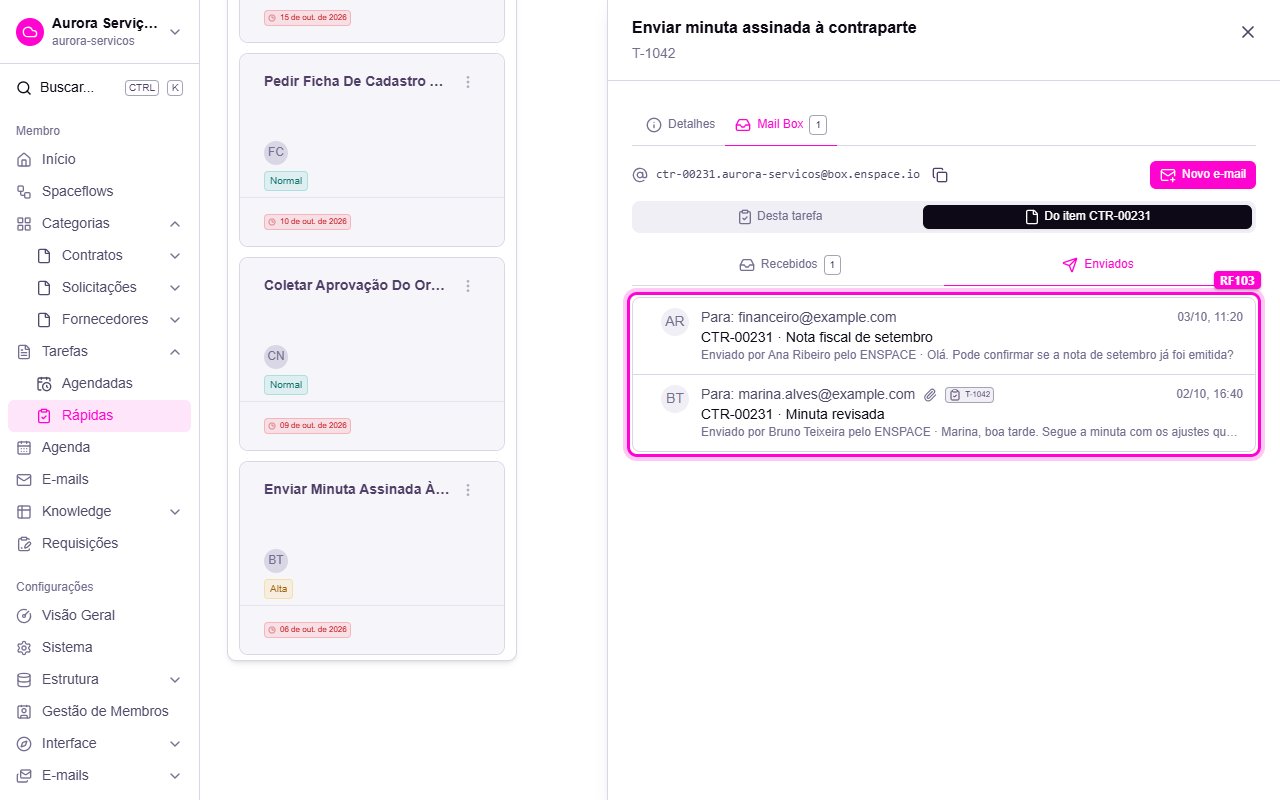 Aurora Serviç...
aurora-servicos
Buscar... CTRL K
Membro
Início
Spaceflows
Categorias
Contratos
Solicitações
Fornecedores
Tarefas
Agendadas
Rápidas
Agenda
E-mails
Knowledge
Requisições
Configurações
Visão Geral
Sistema
Estrutura
Gestão de Membros
Interface
E-mails
15 de out. de 2026
Pedir Ficha De Cadastro ...
FC
Normal
10 de out. de 2026
Coletar Aprovação Do Or...
CN
Normal
09 de out. de 2026
Enviar Minuta Assinada À...
BT
Alta
06 de out. de 2026
Enviar minuta assinada à contraparte
T-1042
Detalhes Mail Box 1
ctr-00231.aurora-servicos@box.enspace.io Novo e-mail
Desta tarefa Do item CTR-00231
Recebidos 1 Enviados
RF103
AR Para: financeiro@example.com 03/10, 11:20
CTR-00231 · Nota fiscal de setembro
Enviado por Ana Ribeiro pelo ENSPACE · Olá. Pode confirmar se a nota de setembro já foi emitida?
BT Para: marina.alves@example.com T-1042 02/10, 16:40
CTR-00231 · Minuta revisada
Enviado por Bruno Teixeira pelo ENSPACE · Marina, boa tarde. Segue a minuta com os ajustes qu...